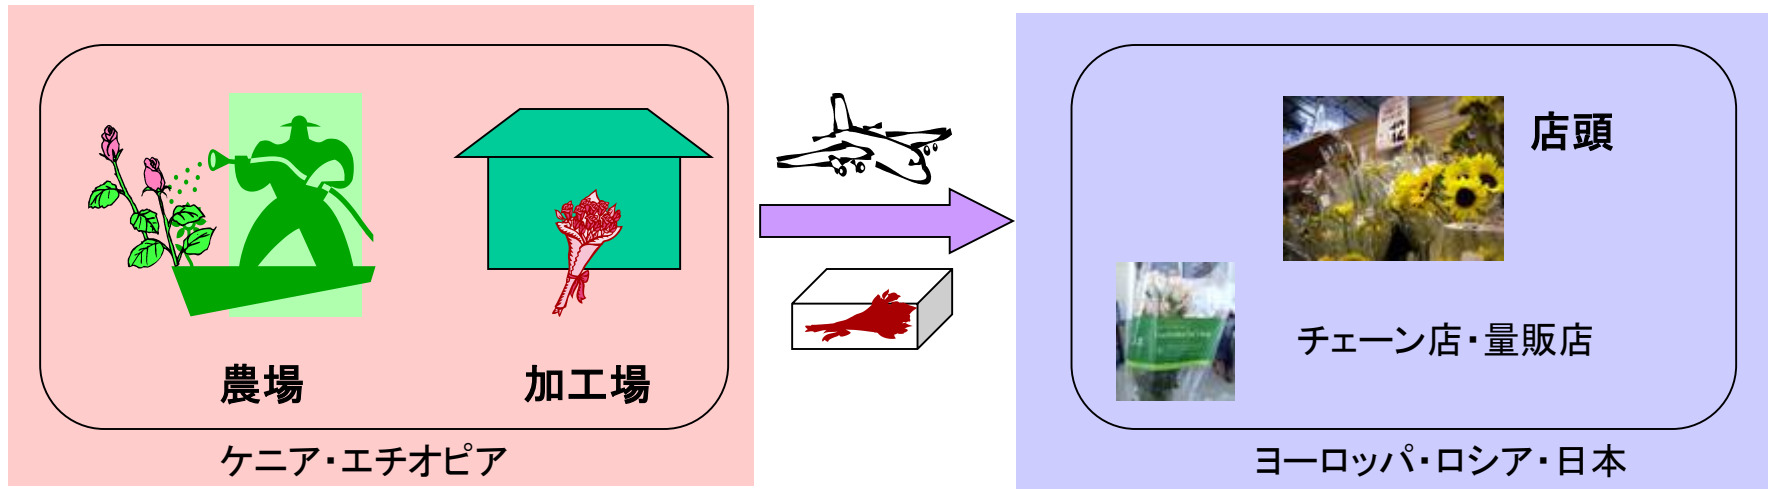 農場
加工場
ケニア・エチオピア
店頭
チェーン店・量販店
ヨーロッパ・ロシア・日本